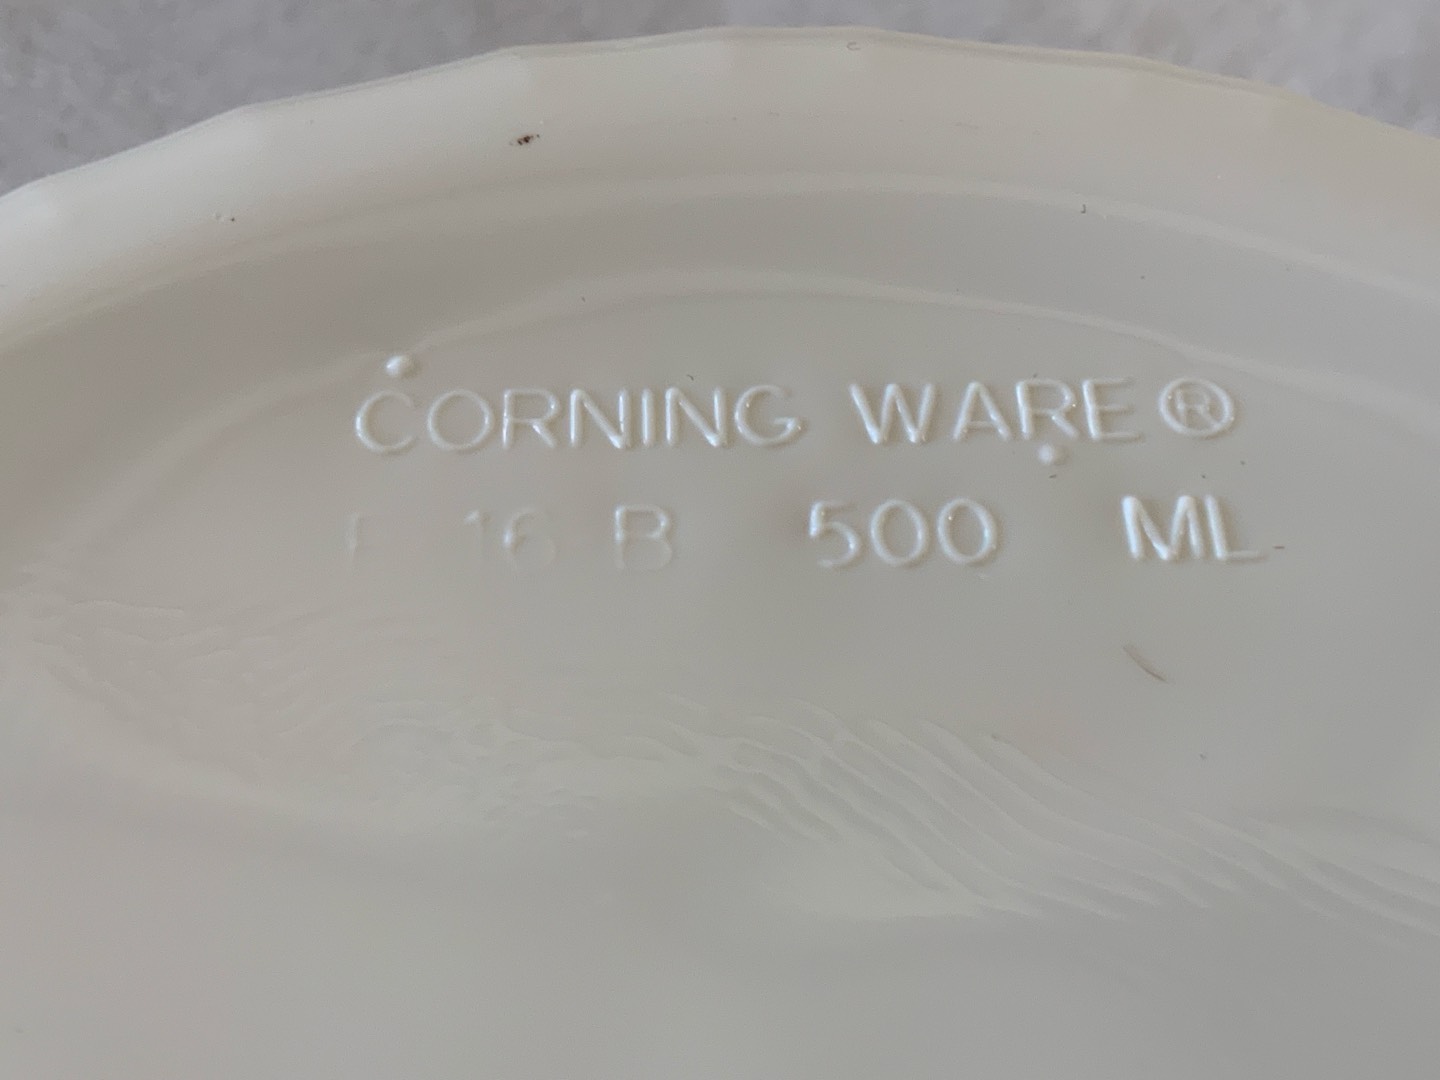 CORNING WARE®
F 16 B 500 ML